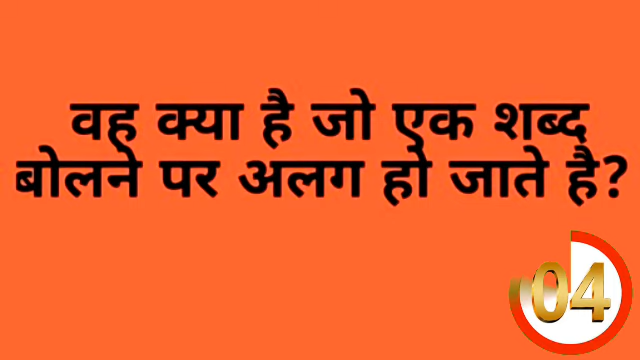 वह क्या है जो एक शब्द
बोलने पर अलग हो जाते है?
04